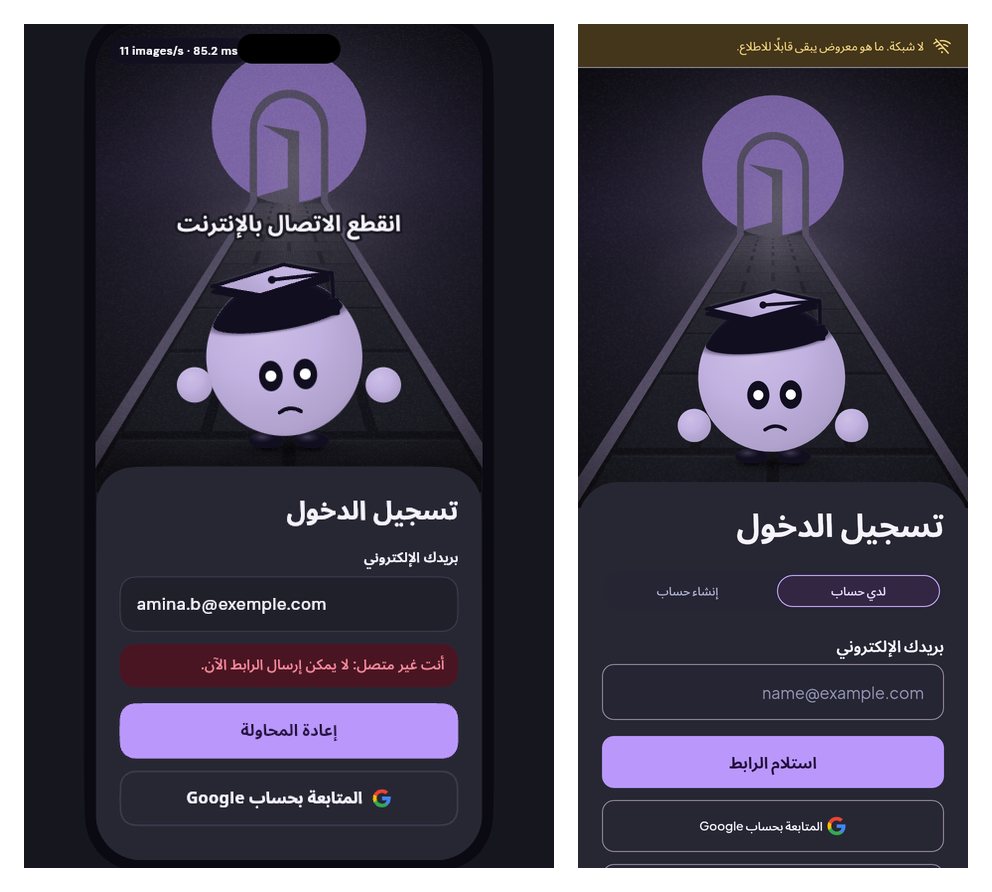 11 images/s · 85.2 ms
انقطع الاتصال بالإنترنت
تسجيل الدخول
بريدك الإلكتروني
amina.b@exemple.com
أنت غير متصل: لا يمكن إرسال الرابط الآن.
إعادة المحاولة
المتابعة بحساب Google
لا شبكة. ما هو معروض يبقى قابلًا للاطلاع.
تسجيل الدخول
لدي حساب
إنشاء حساب
بريدك الإلكتروني
name@example.com
استلام الرابط
المتابعة بحساب Google